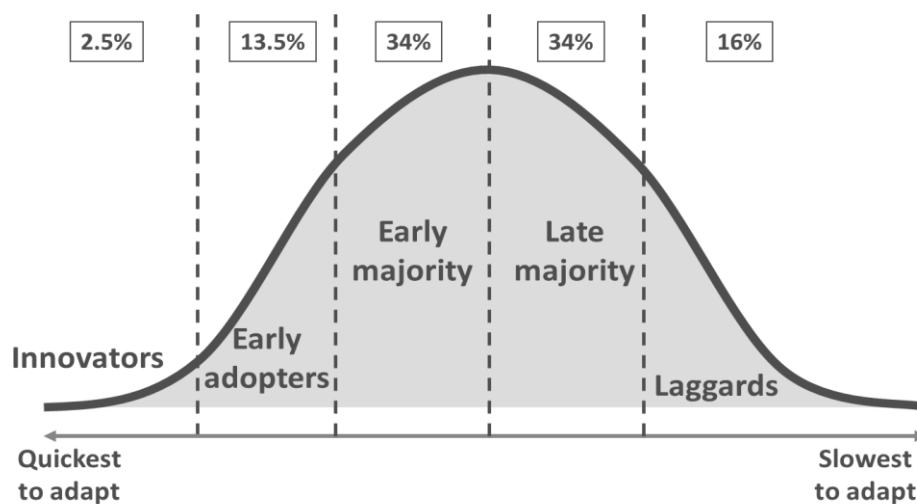 2.5%
13.5%
34%
34%
16%
Early
majority
Late
majority
Innovators
Early
adopters
Laggards
Quickest
to adapt
Slowest
to adapt